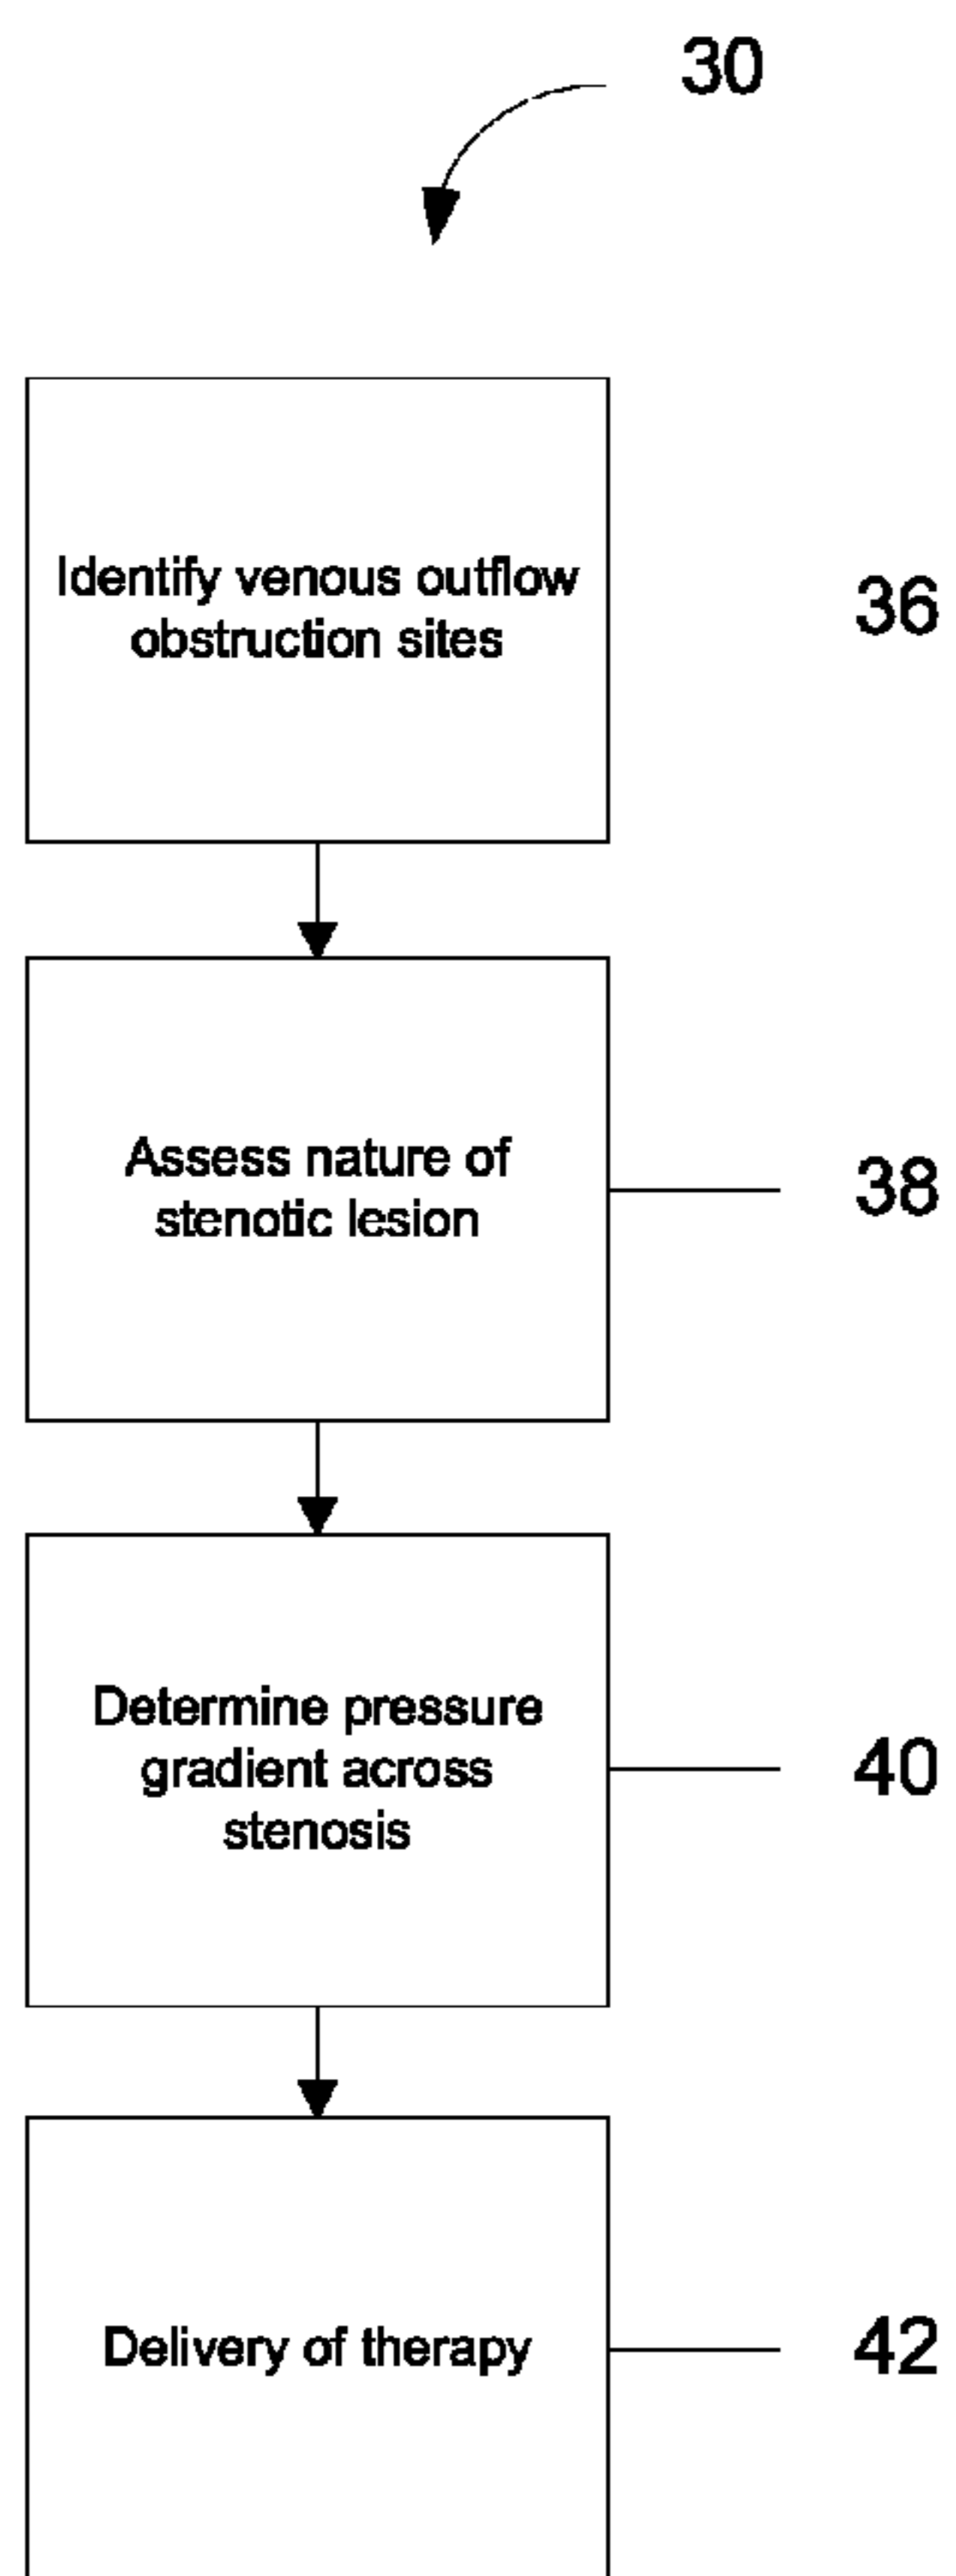 30
Identify venous outflow
obstruction sites
36
Assess nature of
stenotic lesion
38
Determine pressure
gradient across
stenosis
40
Delivery of therapy
42